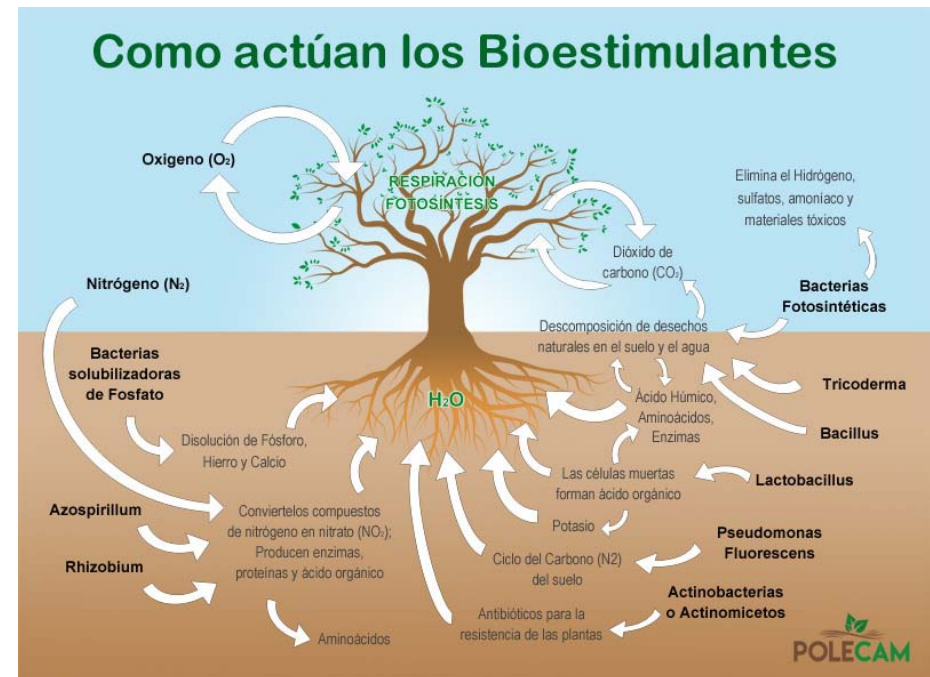 Como actúan los Bioestimulantes
Oxigeno (O₂)
RESPIRACIÓN
FOTOSÍNTESIS
Elimina el Hidrógeno,
sulfatos, amoníaco y
materiales tóxicos
Dióxido de
carbono (CO₂)
Nitrógeno (N₂)
Bacterias
Fotosintéticas
Descomposición de desechos
naturales en el suelo y el agua
Bacterias
solubilizadoras
de Fosfato
Tricoderma
H₂O
Ácido Húmico,
Aminoácidos,
Enzimas
Bacillus
Disolución de Fósforo,
Hierro y Calcio
Las células muertas
forman ácido orgánico
Lactobacillus
Azospirillum
Conviertelos compuestos
de nitrógeno en nitrato (NO₂);
Producen enzimas,
proteínas y ácido orgánico
Potasio
Pseudomonas
Fluorescens
Rhizobium
Ciclo del Carbono (N2)
del suelo
Actinobacterias
o Actinomicetos
Antibióticos para la
resistencia de las plantas
Aminoácidos
POLECAM